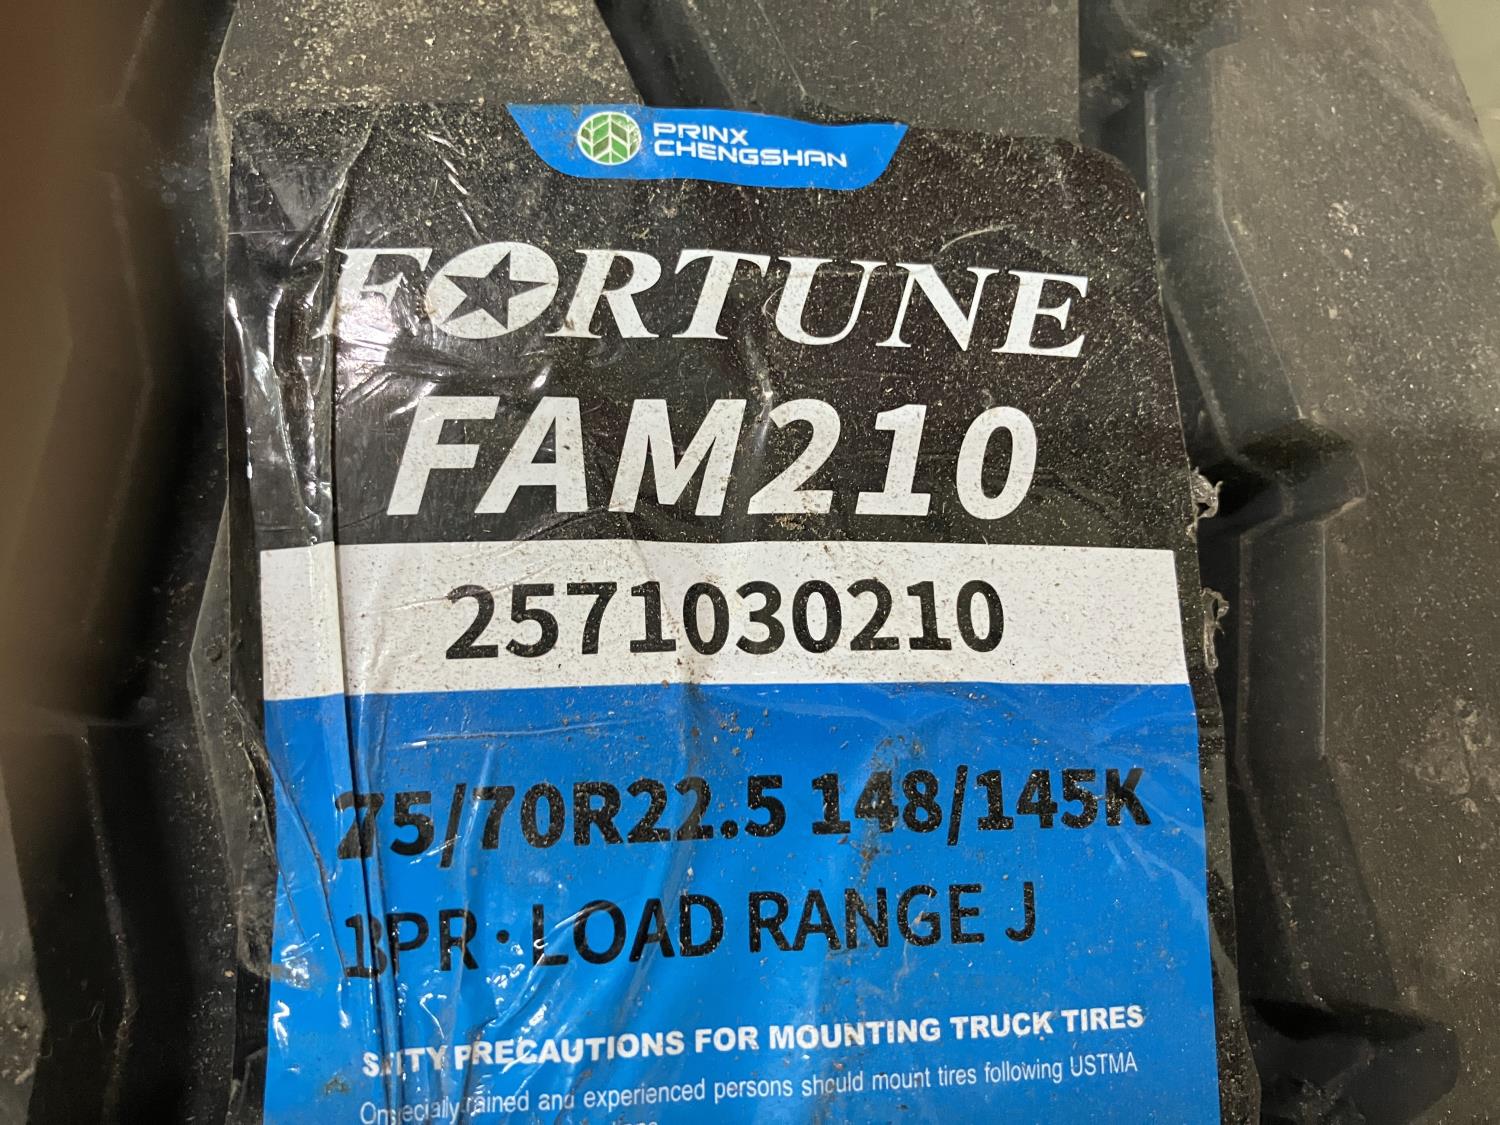 PRINX
CHENGSHAN
FORTUNE
FAM210
2571030210
75/70R22.5 148/145K
PR · LOAD RANGE J
PRECAUTIONS FOR MOUNTING TRUCK TIRES
and experienced persons should mount tires following USTMA